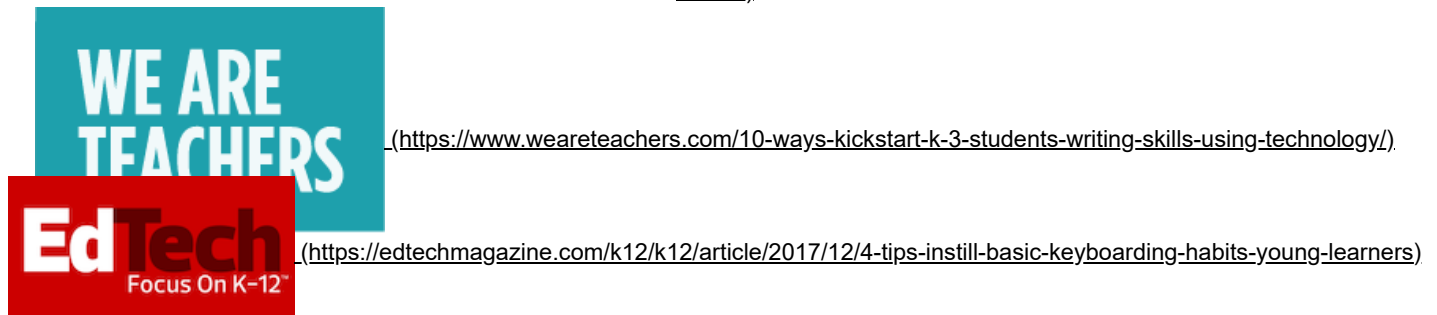 WE ARE
TEACHERS
(https://www.weareteachers.com/10-ways-kickstart-k-3-students-writing-skills-using-technology/)
EdTech
Focus On K-12™
(https://edtechmagazine.com/k12/k12/article/2017/12/4-tips-instill-basic-keyboarding-habits-young-learners)